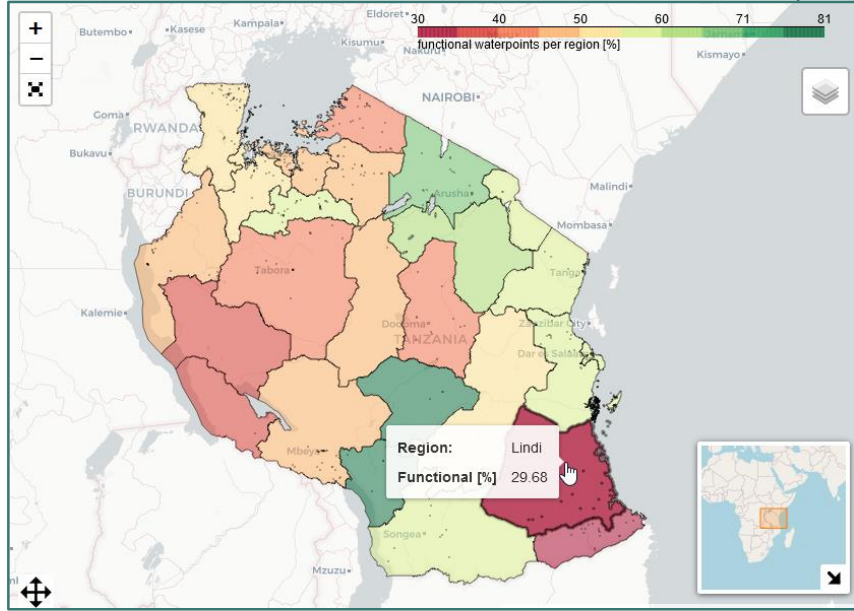 30 40 50 60 71 81
functional waterpoints per region [%]
+
−
Butembo
Kasese
Kampala
Eldoret
Kisumu
Nakuru
Kismayo
NAIROBI
Goma
RWANDA
Bukavu
BURUNDI
Malindi
Mombasa
Arusha
Tabora
Tanga
Kalemie
Dodoma
TANZANIA
Zanzibar City
Dar es Salaam
Region: Lindi
Functional [%] 29.68
Mbeya
Songea
Mzuzu